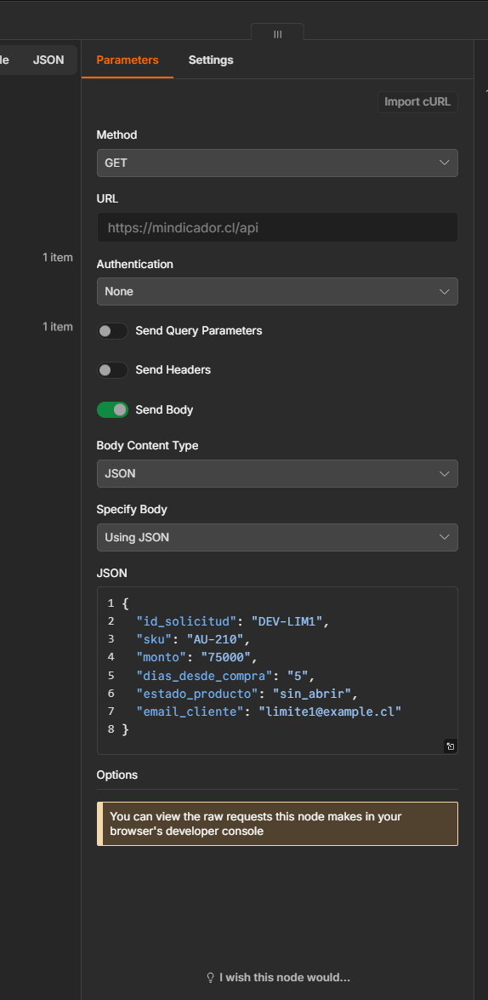 JSON
Parameters
Settings
Import cURL
Method
GET
URL
https://mindicador.cl/api
1 item
Authentication
None
1 item
Send Query Parameters
Send Headers
Send Body
Body Content Type
JSON
Specify Body
Using JSON
JSON
1 {
2 "id_solicitud": "DEV-LIM1",
3 "sku": "AU-210",
4 "monto": "75000",
5 "dias_desde_compra": "5",
6 "estado_producto": "sin_abrir",
7 "email_cliente": "limite1@example.cl"
8 }
Options
You can view the raw requests this node makes in your
browser's developer console
I wish this node would...